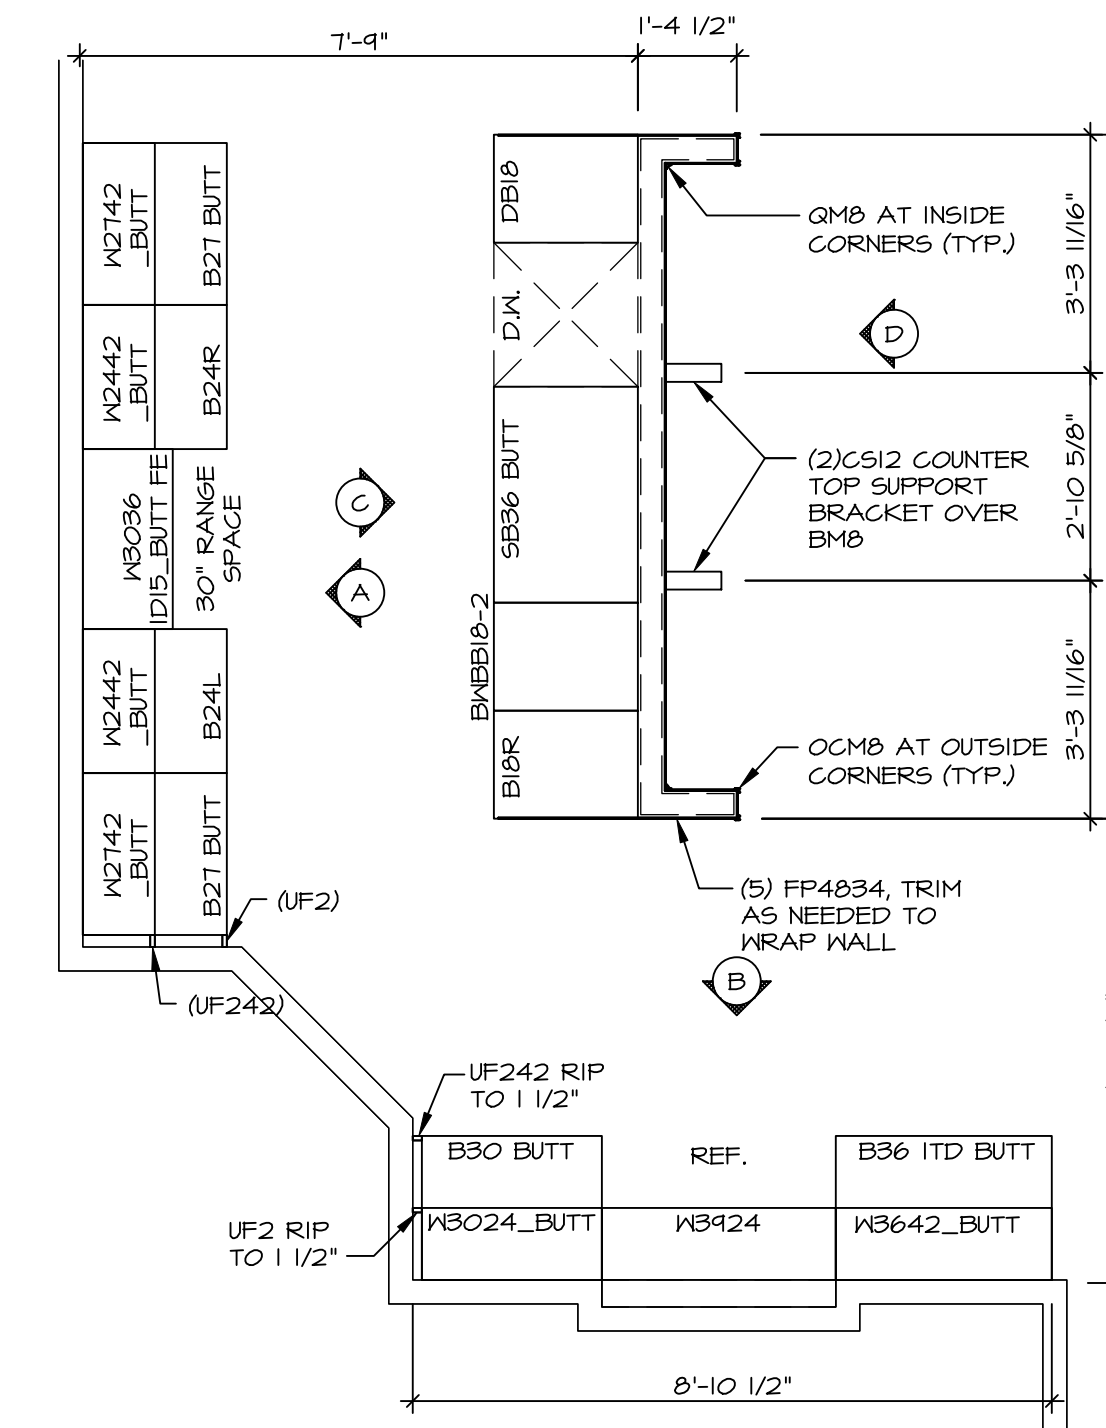 7'-9"
1'-4 1/2"
W2742
_BUTT
B27 BUTT
DB18
QM8 AT INSIDE
CORNERS (TYP.)
3'-3 11/16"
D.W.
D
W2442
_BUTT
B24R
W3036
1D15_BUTT FE
30" RANGE
SPACE
C
A
SB36 BUTT
(2)CS12 COUNTER
TOP SUPPORT
BRACKET OVER
BM8
2'-10 5/8"
BWBB18-2
W2442
_BUTT
B24L
B18R
OCM8 AT OUTSIDE
CORNERS (TYP.)
3'-3 11/16"
W2742
_BUTT
B27 BUTT
(UF2)
(5) FP4834, TRIM
AS NEEDED TO
WRAP WALL
B
(UF242)
UF242 RIP
TO 1 1/2"
B30 BUTT
REF.
B36 1TD BUTT
UF2 RIP
TO 1 1/2"
W3024_BUTT
W3924
W3642_BUTT
8'-10 1/2"